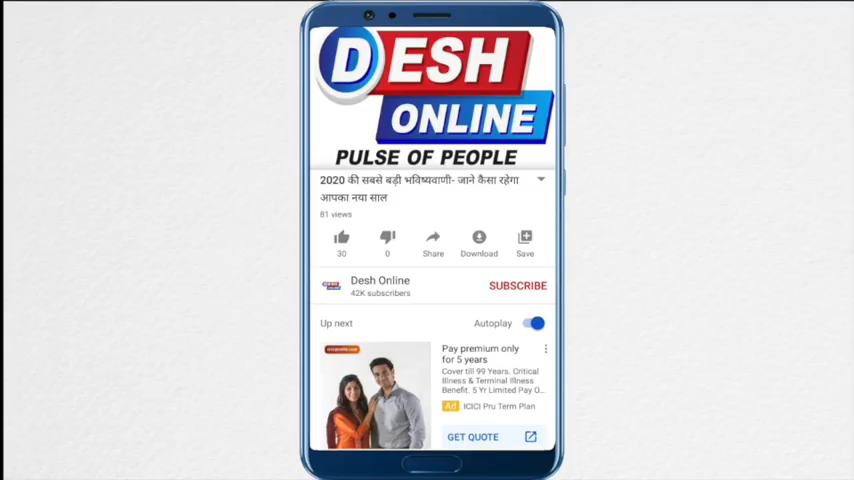 DESH
ONLINE
PULSE OF PEOPLE
2020 की सबसे बड़ी भविष्यवाणी- जाने कैसा रहेगा
आपका नया साल
81 views
30
0
Share
Download
Save
Desh Online
42K subscribers
SUBSCRIBE
Up next
Autoplay
Pay premium only
for 5 years
Cover till 99 Years. Critical
Illness & Terminal Illness
Benefit. 5 Yr Limited Pay O...
Ad ICICI Pru Term Plan
GET QUOTE